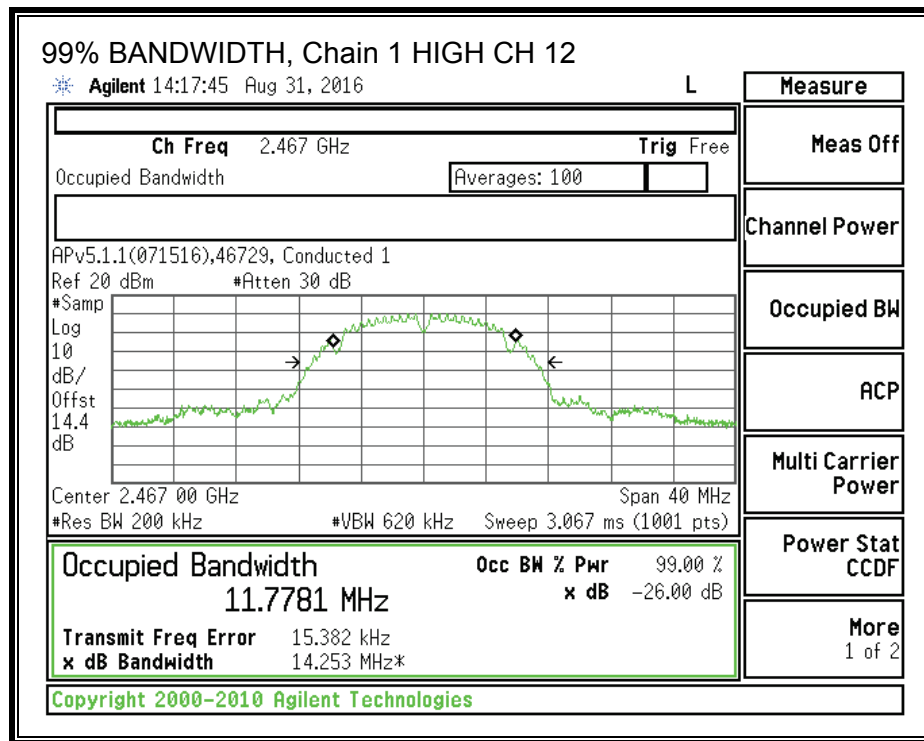 99% BANDWIDTH, Chain 1 HIGH CH 12
Agilent 14:17:45 Aug 31, 2016 L
Ch Freq 2.467 GHz Trig Free
Occupied Bandwidth Averages: 100
APv5.1.1(071516),46729, Conducted 1
Ref 20 dBm #Atten 30 dB
#Samp
Log
10
dB/
Offst
14.4
dB
Center 2.467 00 GHz Span 40 MHz
#Res BW 200 kHz #VBW 620 kHz Sweep 3.067 ms (1001 pts)
Occupied Bandwidth Occ BW % Pwr 99.00 %
11.7781 MHz x dB -26.00 dB
Transmit Freq Error 15.382 kHz
x dB Bandwidth 14.253 MHz*
Copyright 2000-2010 Agilent Technologies
Measure
Meas Off
Channel Power
Occupied BW
ACP
Multi Carrier
Power
Power Stat
CCDF
More
1 of 2